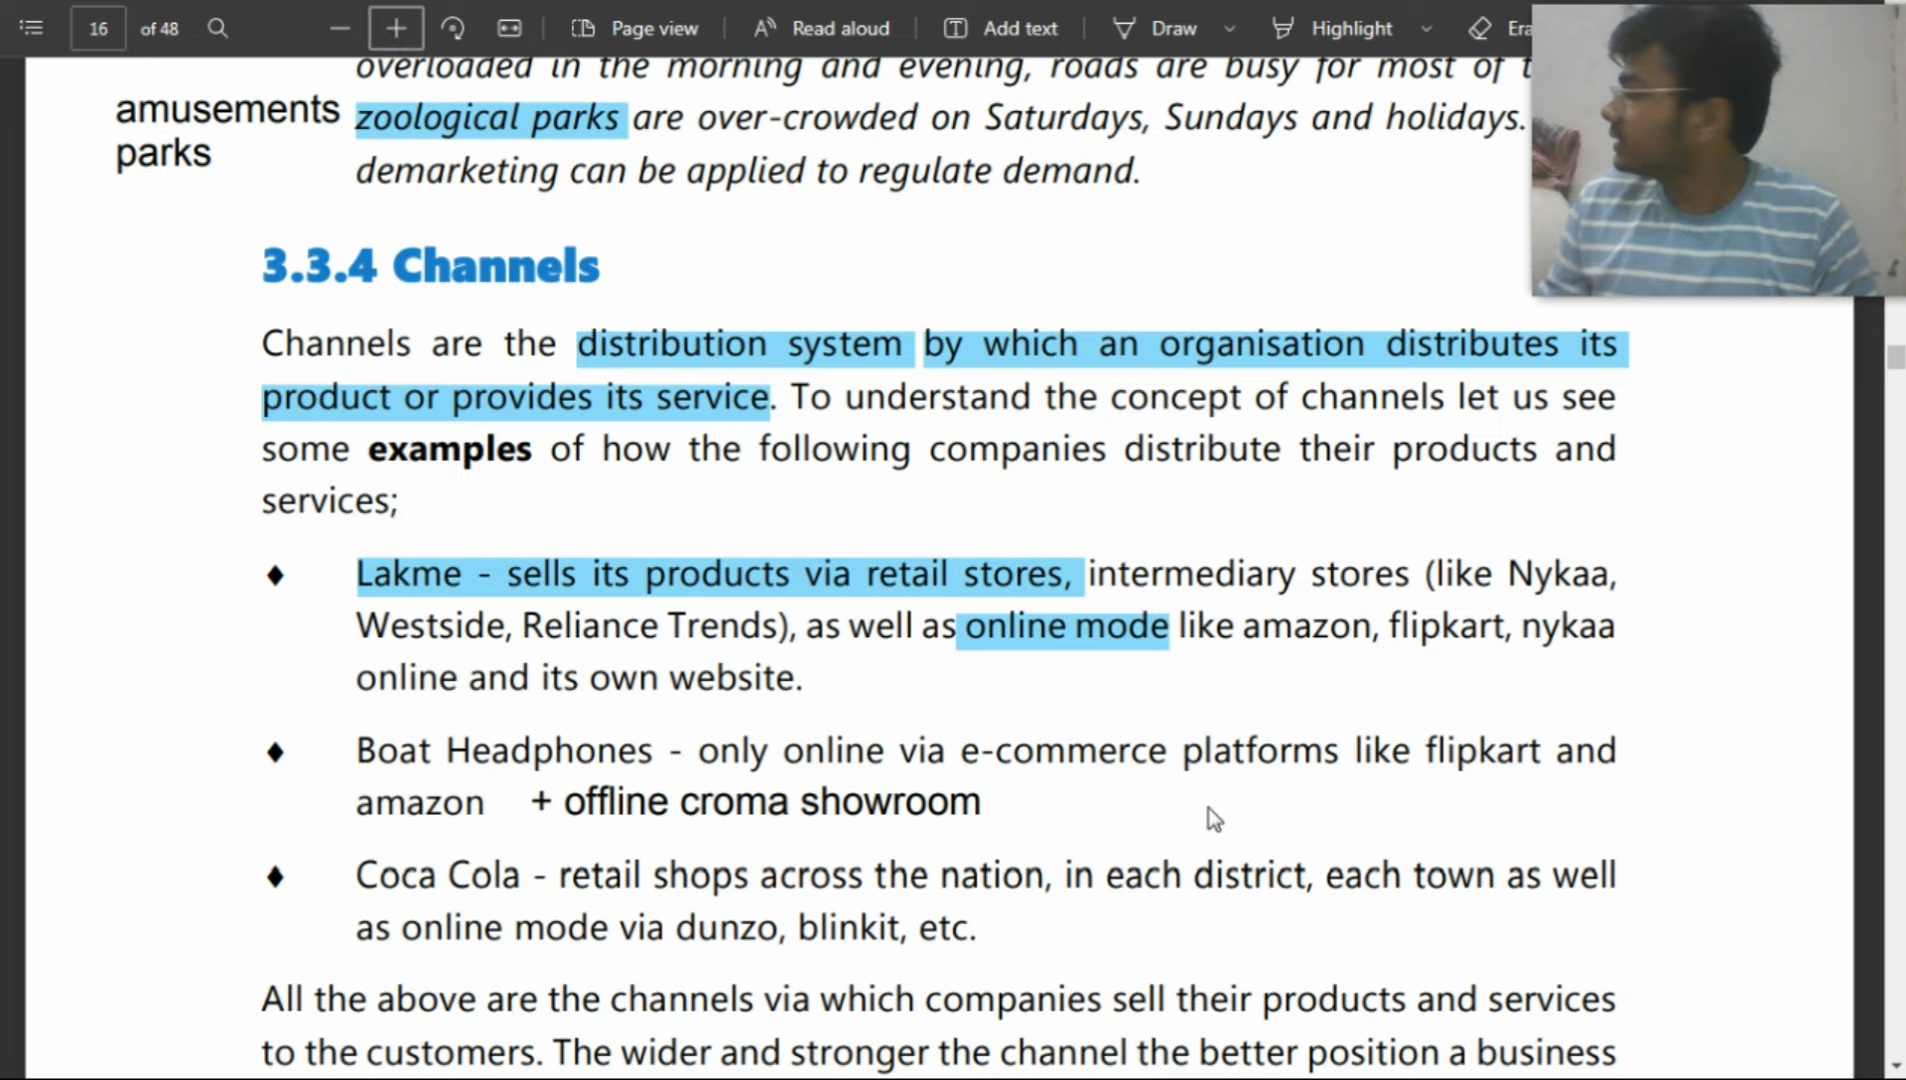 16 of 48 Page view Read aloud Add text Draw Highlight Era
overloaded in the morning and evening, roads are busy for most of t
amusements
parks
zoological parks are over-crowded on Saturdays, Sundays and holidays.
demarketing can be applied to regulate demand.
3.3.4 Channels
Channels are the distribution system by which an organisation distributes its
product or provides its service. To understand the concept of channels let us see
some examples of how the following companies distribute their products and
services;
♦ Lakme - sells its products via retail stores, intermediary stores (like Nykaa,
Westside, Reliance Trends), as well as online mode like amazon, flipkart, nykaa
online and its own website.
♦ Boat Headphones - only online via e-commerce platforms like flipkart and
amazon + offline croma showroom
♦ Coca Cola - retail shops across the nation, in each district, each town as well
as online mode via dunzo, blinkit, etc.
All the above are the channels via which companies sell their products and services
to the customers. The wider and stronger the channel the better position a business